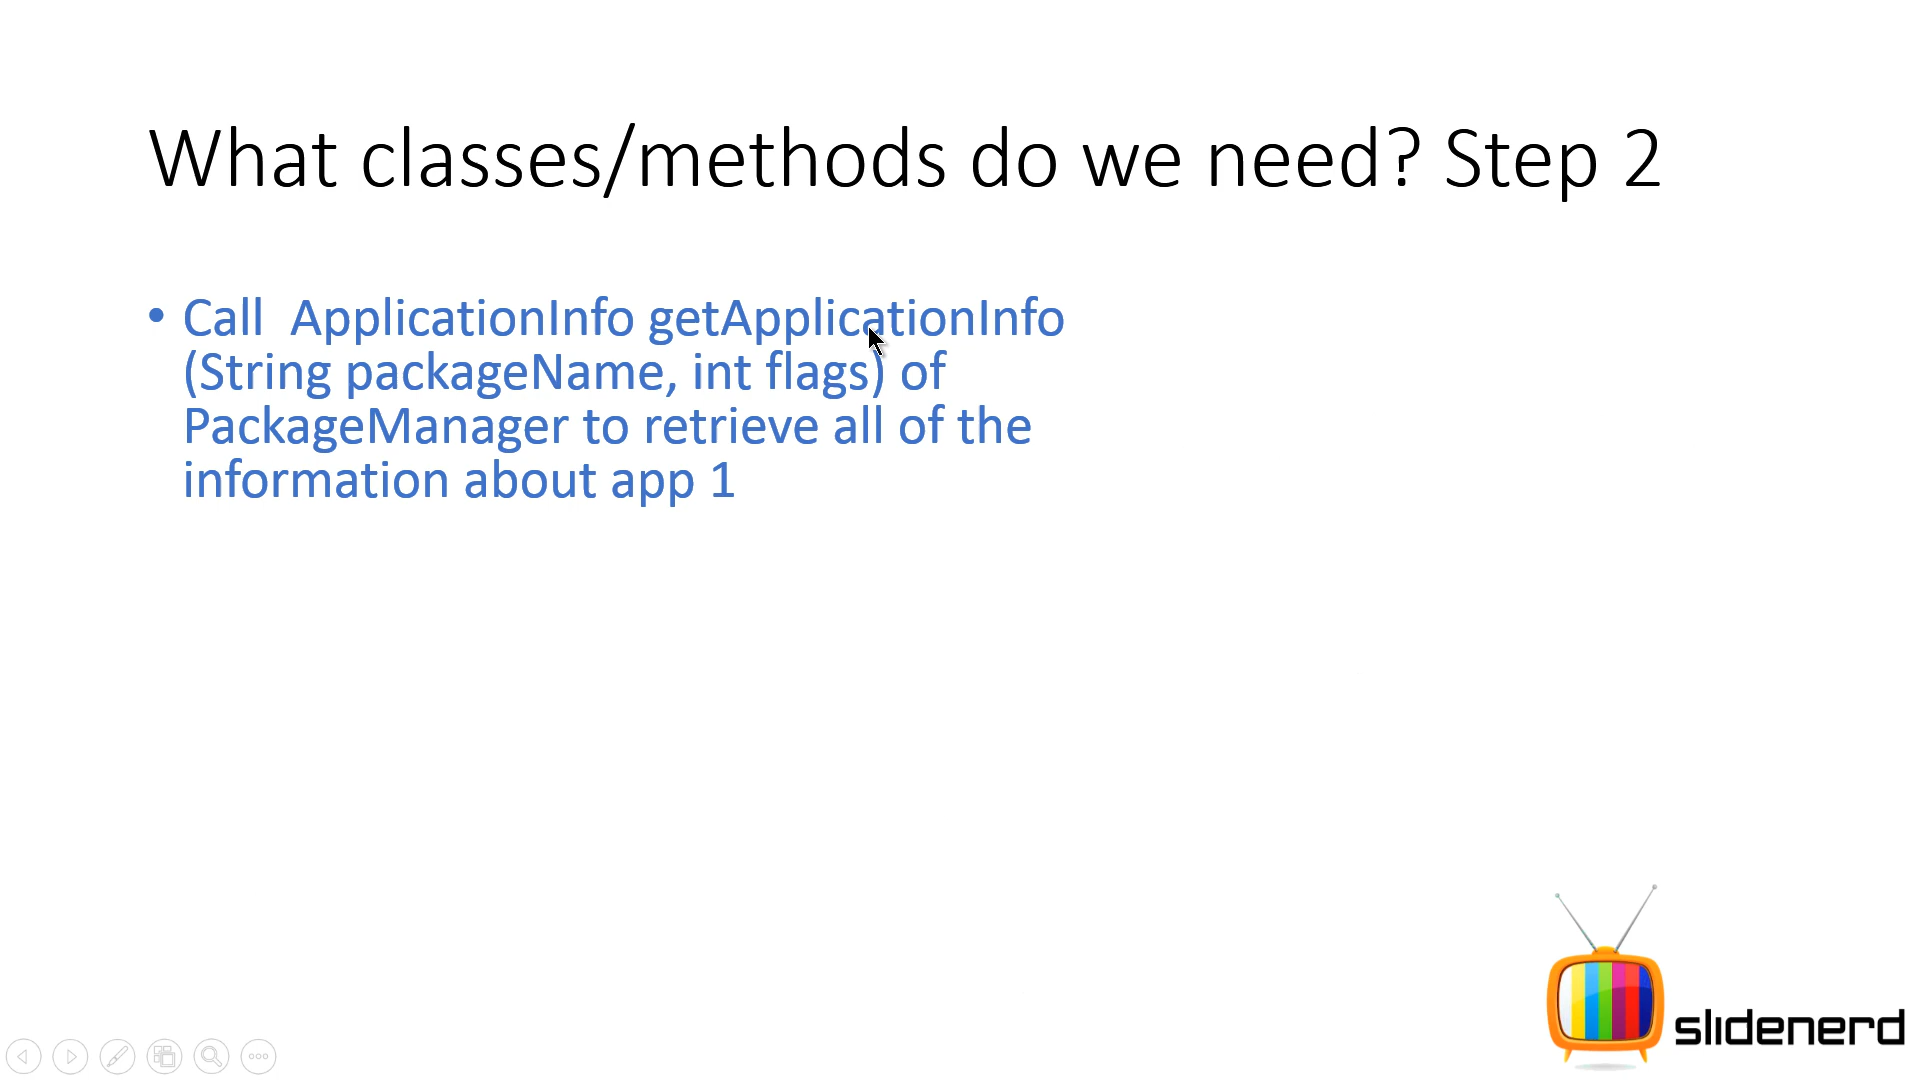 What classes/methods do we need? Step 2
• Call  ApplicationInfo getApplicationInfo
(String packageName, int flags) of
PackageManager to retrieve all of the
information about app 1
slidenerd